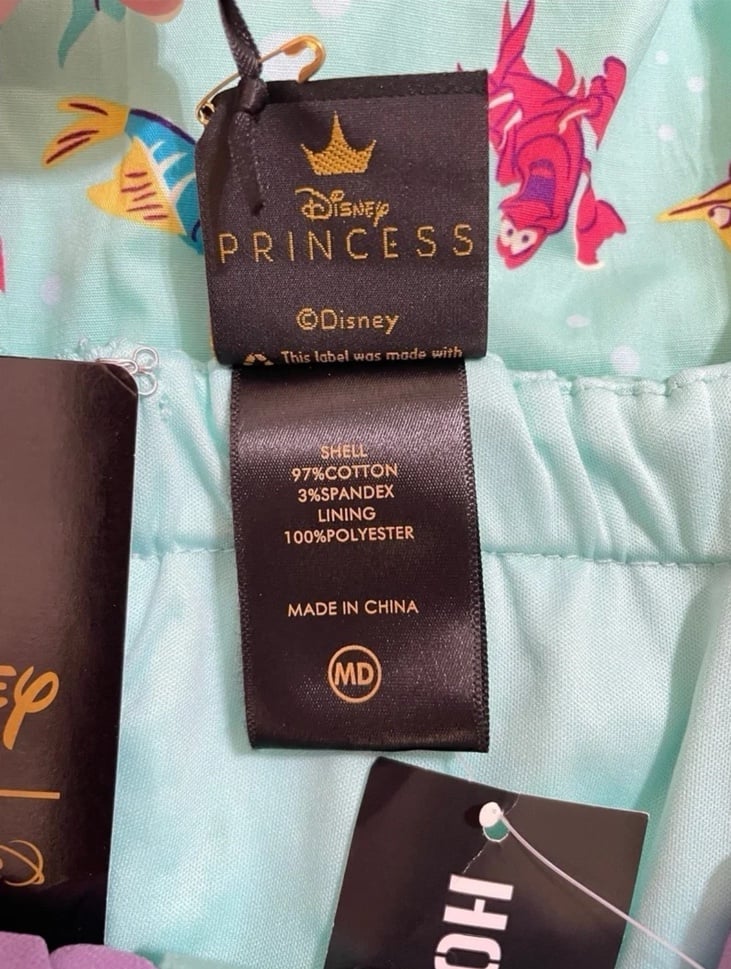 Disney
PRINCESS
©Disney
This label was made with
SHELL
97%COTTON
3%SPANDEX
LINING
100%POLYESTER
MADE IN CHINA
MD
HO